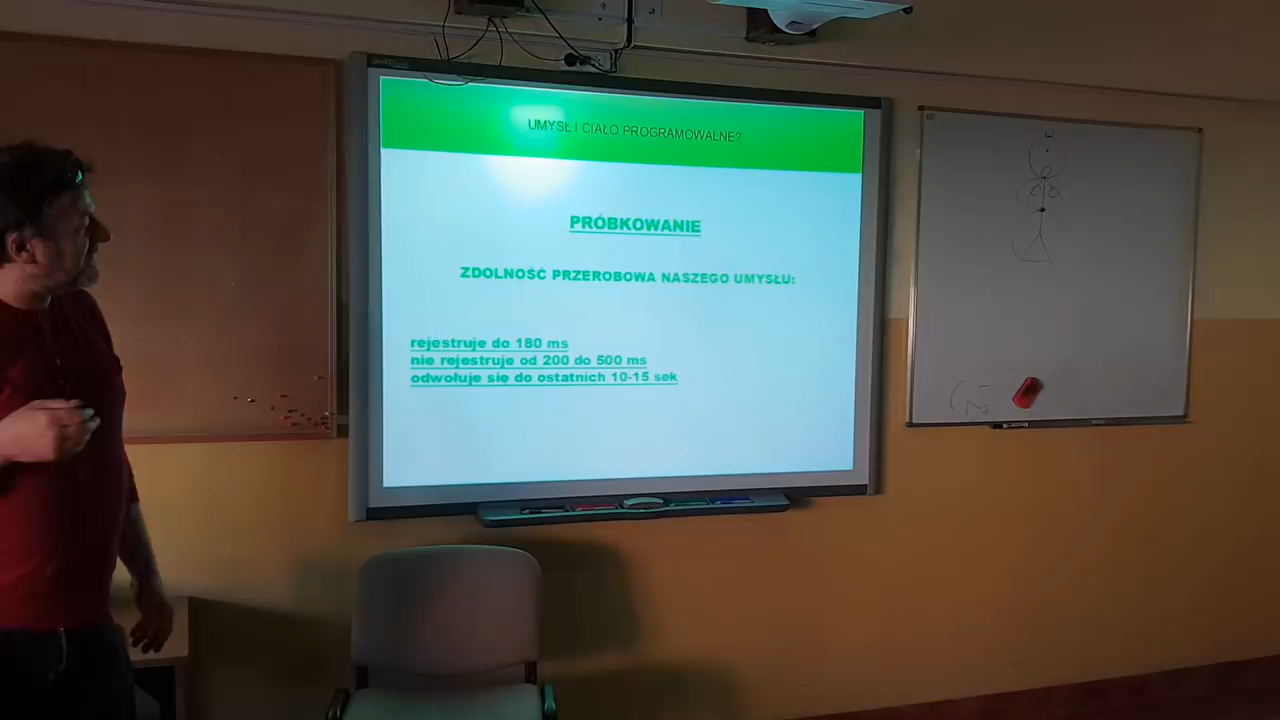 UMYSŁ I CIAŁO PROGRAMOWALNE?
PRÓBKOWANIE
ZDOLNOŚĆ PRZEROBOWA NASZEGO UMYSŁU:
rejestruje do 180 ms
nie rejestruje od 200 do 500 ms
odwołuje się do ostatnich 10-15 sek